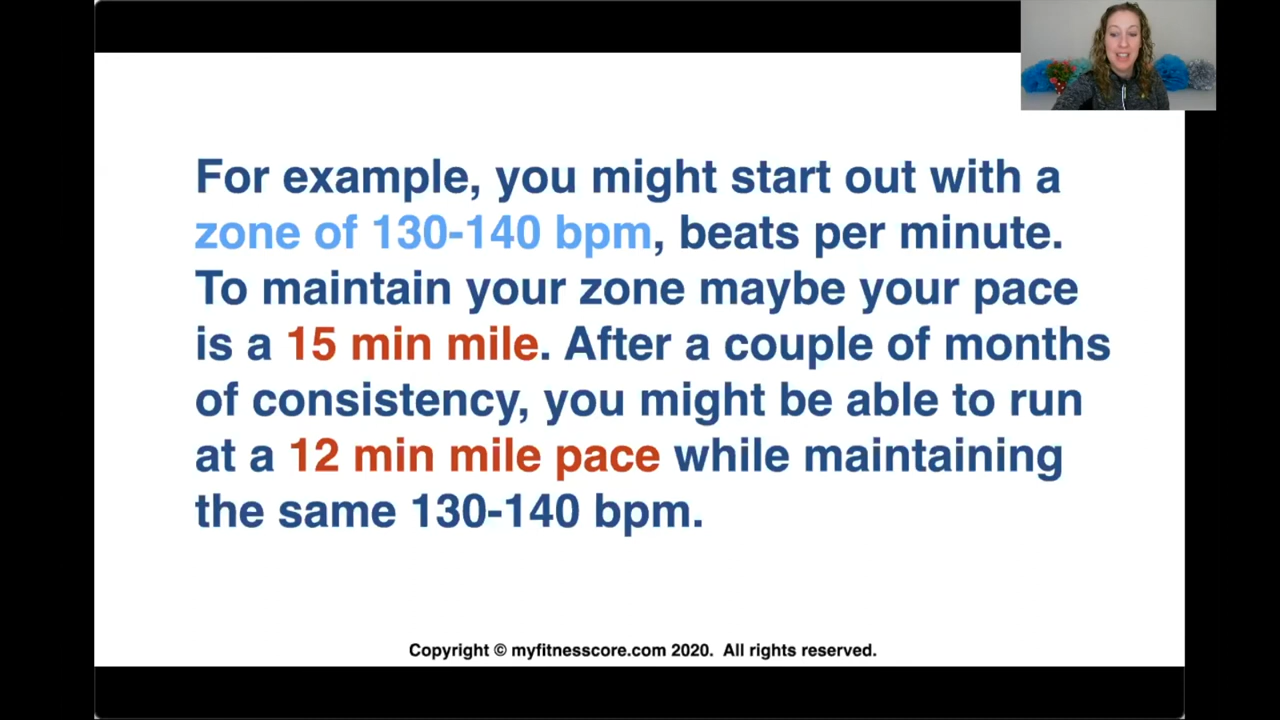 For example, you might start out with a
zone of 130-140 bpm, beats per minute.
To maintain your zone maybe your pace
is a 15 min mile. After a couple of months
of consistency, you might be able to run
at a 12 min mile pace while maintaining
the same 130-140 bpm.
Copyright © myfitnesscore.com 2020. All rights reserved.